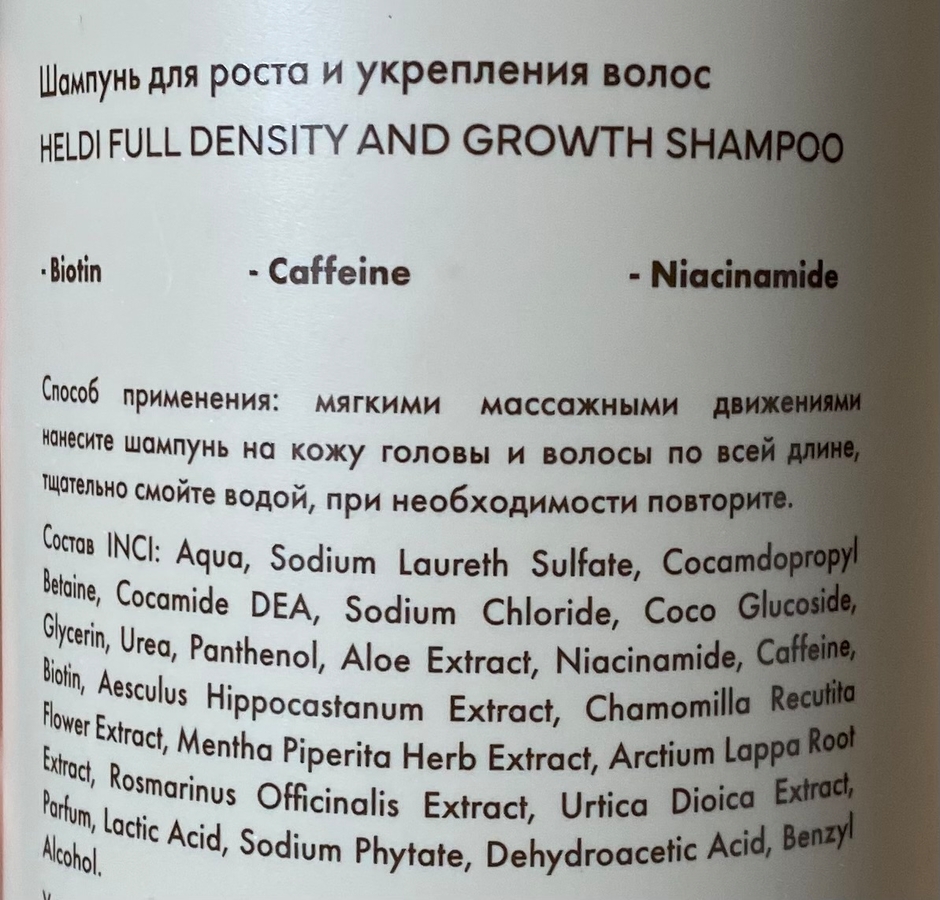 Шампунь для роста и укрепления волос
HELDI FULL DENSITY AND GROWTH SHAMPOO
- Biotin - Caffeine - Niacinamide
Способ применения: мягкими массажными движениями
нанесите шампунь на кожу головы и волосы по всей длине,
тщательно смойте водой, при необходимости повторите.
Состав INCI: Aqua, Sodium Laureth Sulfate, Cocamdopropyl
Betaine, Cocamide DEA, Sodium Chloride, Coco Glucoside,
Glycerin, Urea, Panthenol, Aloe Extract, Niacinamide, Caffeine,
Biotin, Aesculus Hippocastanum Extract, Chamomilla Recutita
Flower Extract, Mentha Piperita Herb Extract, Arctium Lappa Root
Extract, Rosmarinus Officinalis Extract, Urtica Dioica Extract,
Parfum, Lactic Acid, Sodium Phytate, Dehydroacetic Acid, Benzyl
Alcohol.